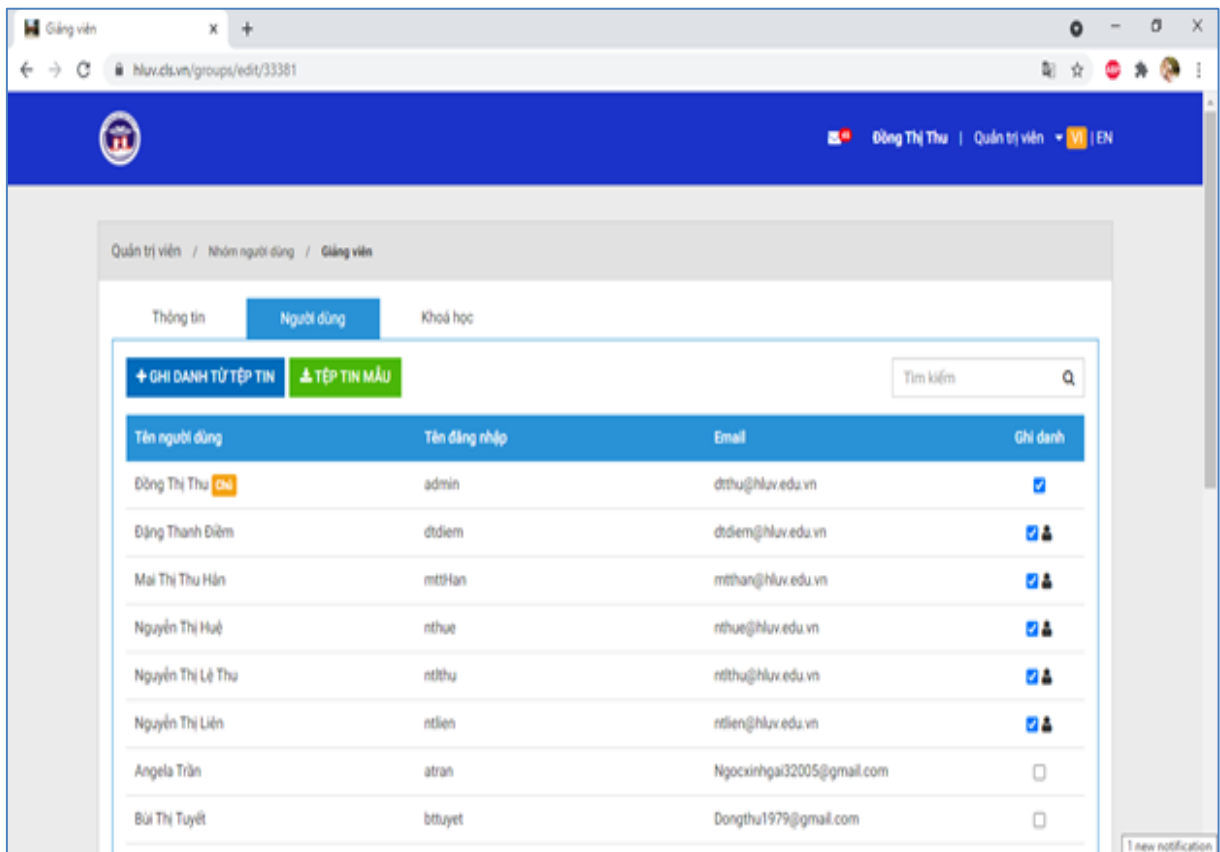 Giảng viên
hluv.cls.vn/groups/edit/33381
Đồng Thị Thu | Quản trị viên VI | EN
Quản trị viên / Nhóm người dùng / Giảng viên
Thông tin Người dùng Khoá học
+ GHI DANH TỪ TỆP TIN TỆP TIN MẪU Tìm kiếm
Tên người dùng Tên đăng nhập Email Ghi danh
Đồng Thị Thu Chủ admin dtthu@hluv.edu.vn
Đặng Thanh Điềm dtdiem dtdiem@hluv.edu.vn
Mai Thị Thu Hân mttHan mtthan@hluv.edu.vn
Nguyễn Thị Huệ nthue nthue@hluv.edu.vn
Nguyễn Thị Lệ Thu ntlthu ntlthu@hluv.edu.vn
Nguyễn Thị Liên ntlien ntlien@hluv.edu.vn
Angela Trần atran Ngocxinhgai32005@gmail.com
Bùi Thị Tuyết bttuyet Dongthu1979@gmail.com
1 new notification